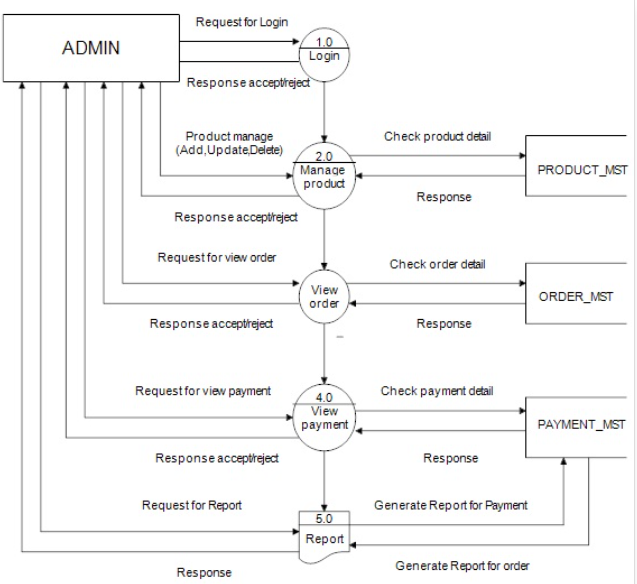 Request for Login
ADMIN
1.0
Login
Response accept/reject
Product manage
(Add,Update,Delete)
Check product detail
2.0
Manage
product
PRODUCT_MST
Response
Response accept/reject
Request for view order
Check order detail
View
order
ORDER_MST
Response accept/reject
Response
Request for view payment
Check payment detail
4.0
View
payment
PAYMENT_MST
Response accept/reject
Response
Request for Report
Generate Report for Payment
5.0
Report
Response
Generate Report for order